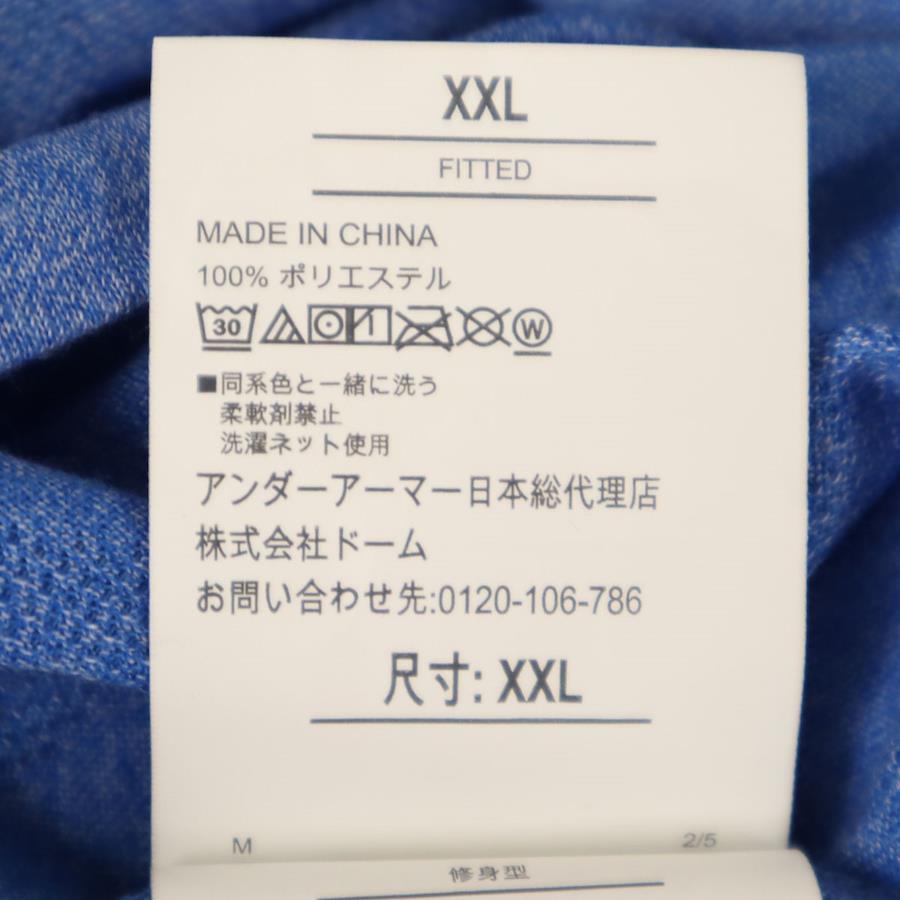 XXL
FITTED
MADE IN CHINA
100% ポリエステル
30 W
■同系色と一緒に洗う
柔軟剤禁止
洗濯ネット使用
アンダーアーマー日本総代理店
株式会社ドーム
お問い合わせ先:0120-106-786
尺寸: XXL
M 2/5
修身型